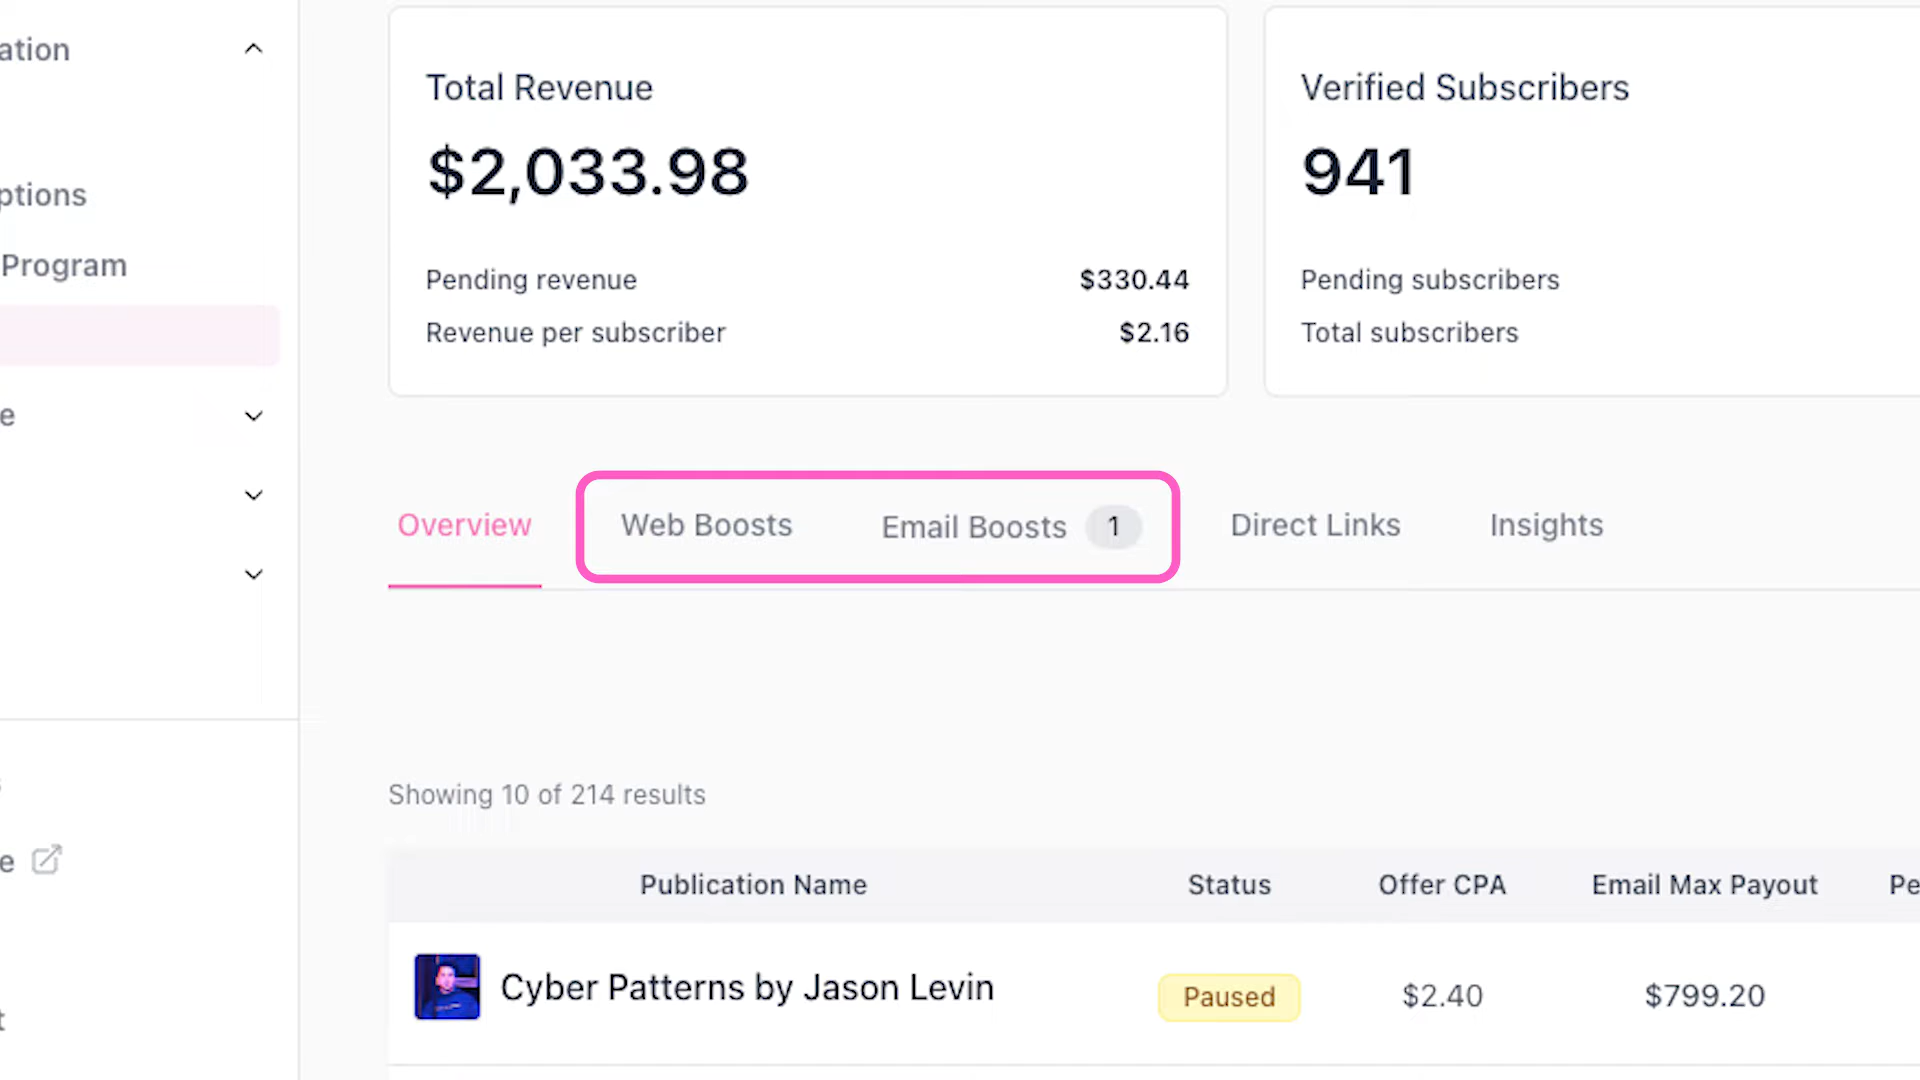 ation
ptions
Program
e
e
t
Total Revenue
$2,033.98
Pending revenue $330.44
Revenue per subscriber $2.16
Verified Subscribers
941
Pending subscribers
Total subscribers
Overview Web Boosts Email Boosts 1 Direct Links Insights
Showing 10 of 214 results
Publication Name Status Offer CPA Email Max Payout Pe
Cyber Patterns by Jason Levin Paused $2.40 $799.20